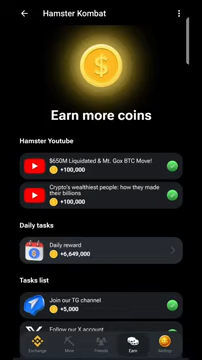 Hamster Kombat
Earn more coins
Hamster Youtube
$650M Liquidated & Mt. Gox BTC Move!
+100,000
Crypto's wealthiest people: how they made
their billions
+100,000
Daily tasks
Daily reward
+6,649,000
Tasks list
Join our TG channel
+5,000
Follow our X account
Exchange
Mine
Friends
Earn
Airdrop